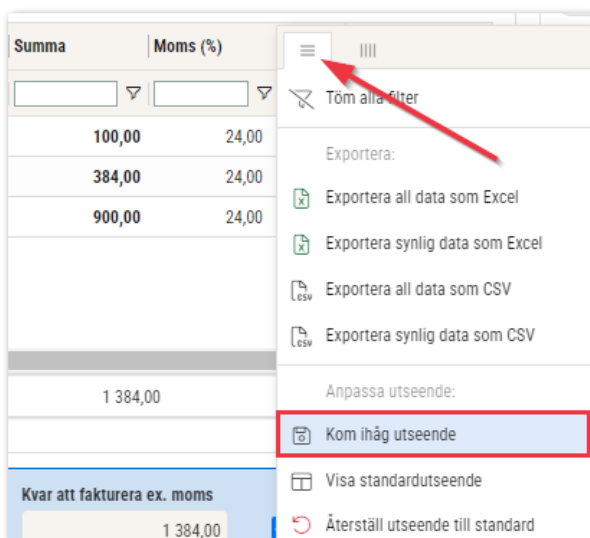 Summa Moms (%)
Töm alla filter
100,00 24,00
Exportera:
384,00 24,00
Exportera all data som Excel
900,00 24,00
Exportera synlig data som Excel
Exportera all data som CSV
Exportera synlig data som CSV
1 384,00
Anpassa utseende:
Kom ihåg utseende
Visa standardutseende
Kvar att fakturera ex. moms
1 384,00
Återställ utseende till standard